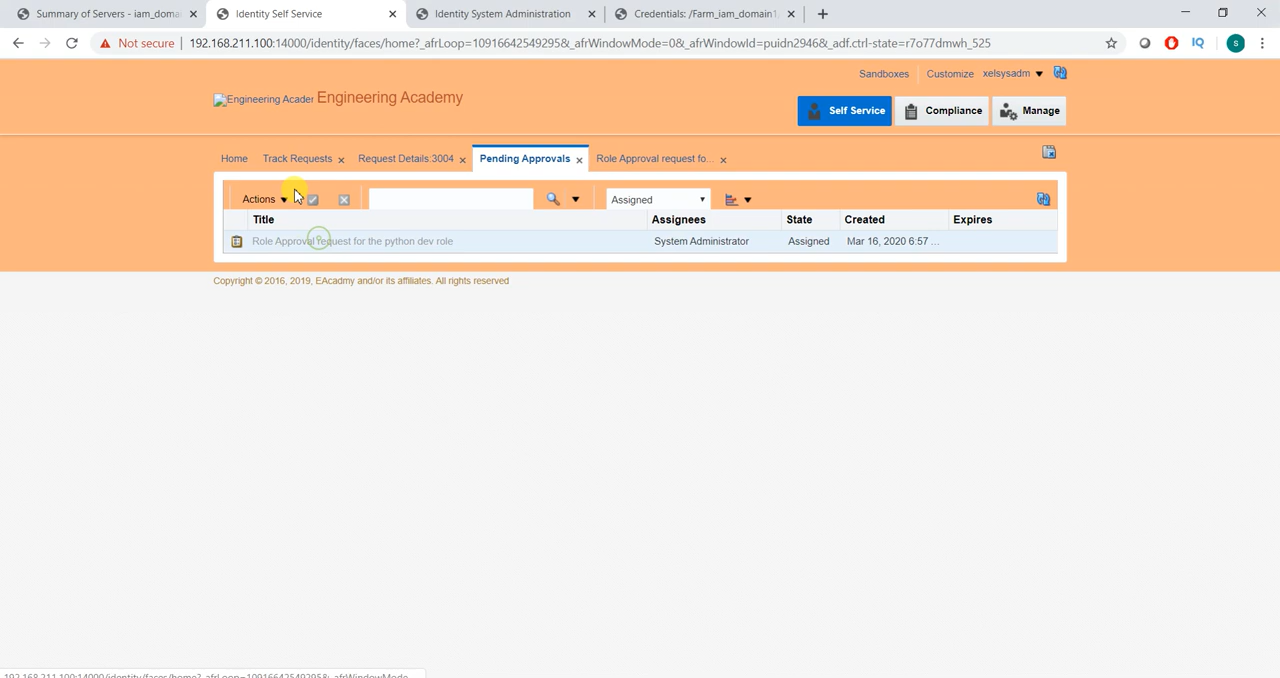 Summary of Servers - iam_domai
Identity Self Service
Identity System Administration
Credentials: /Farm_iam_domain1
Not secure
192.168.211.100:14000/identity/faces/home?_afrLoop=10916642549295&_afrWindowMode=0&_afrWindowId=puidn2946&_adf.ctrl-state=r7o77dmwh_525
IQ
s
Sandboxes
Customize
xelsysadm
Engineering Acader
Engineering Academy
Self Service
Compliance
Manage
Home
Track Requests
Request Details:3004
Pending Approvals
Role Approval request fo...
Actions
Assigned
Title
Assignees
State
Created
Expires
Role Approval request for the python dev role
System Administrator
Assigned
Mar 16, 2020 6:57 ...
Copyright © 2016, 2019, EAcadmy and/or its affiliates. All rights reserved